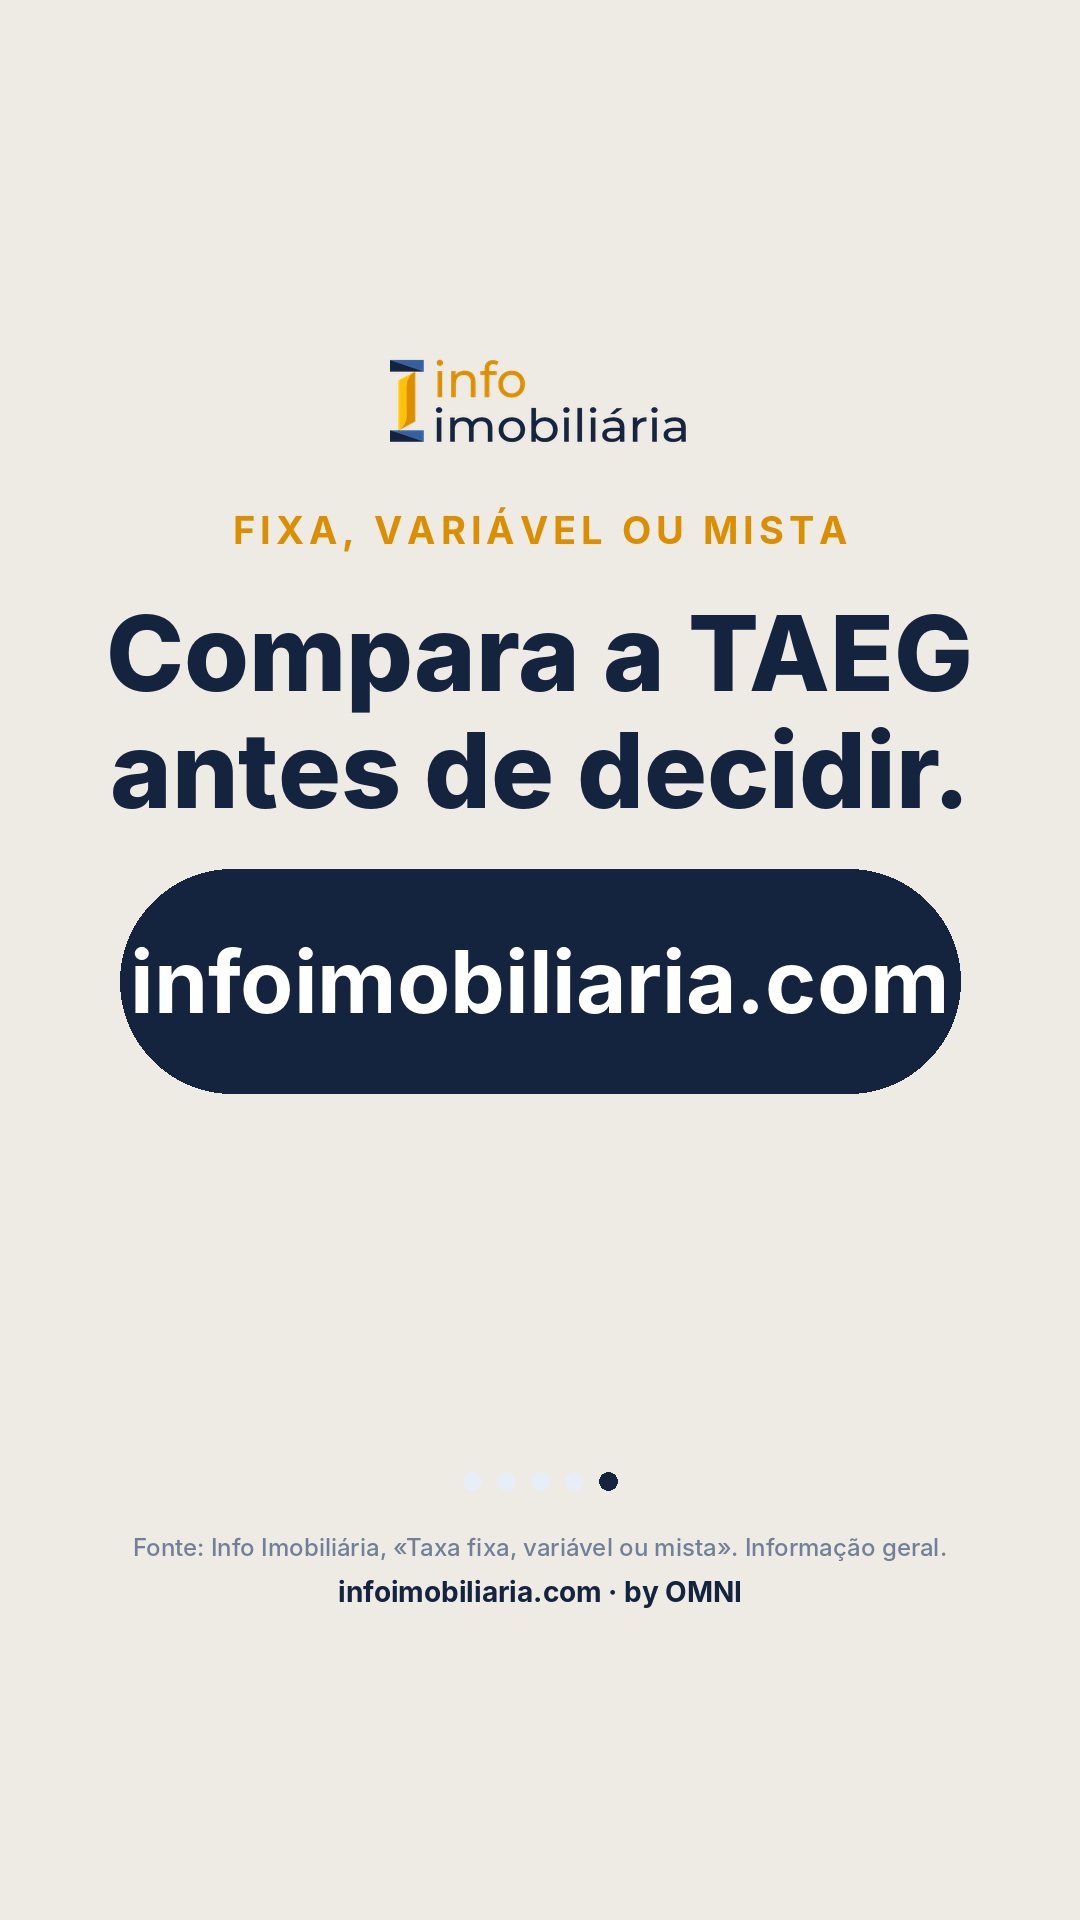 info
imobiliária
FIXA, VARIÁVEL OU MISTA
Compara a TAEG
antes de decidir.
infoimobiliaria.com
Fonte: Info Imobiliária, «Taxa fixa, variável ou mista». Informação geral.
infoimobiliaria.com · by OMNI